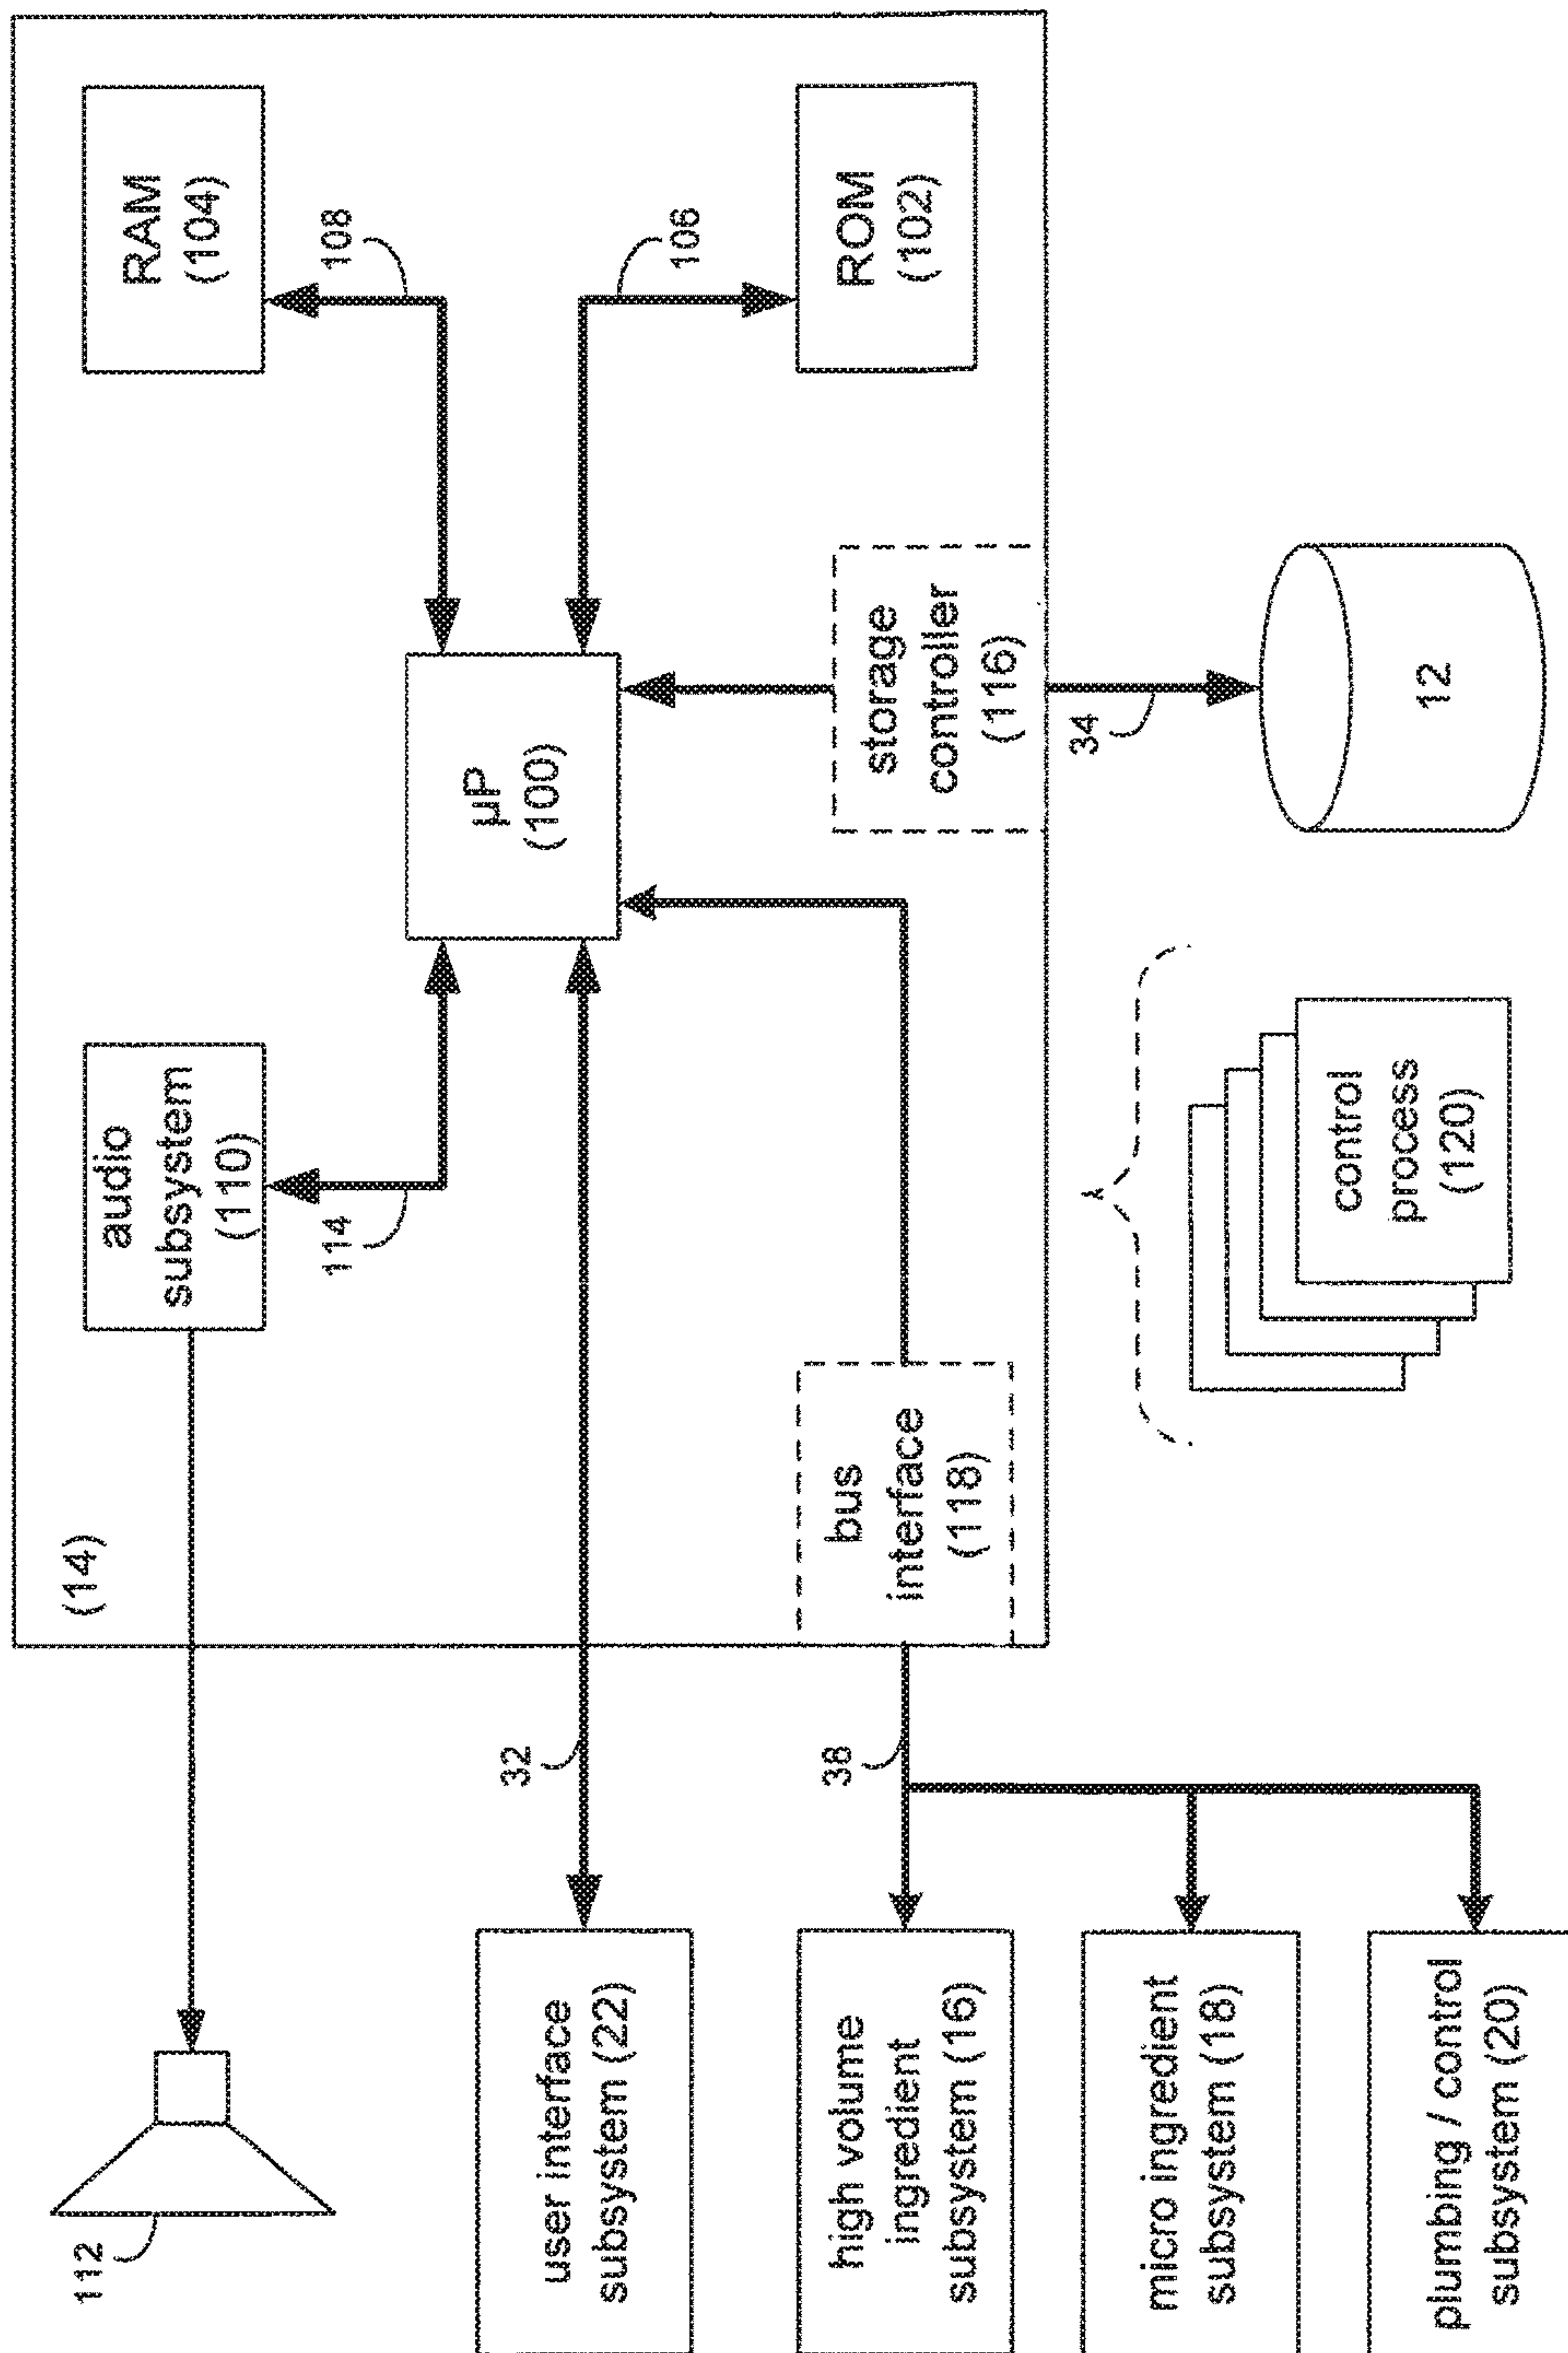 112
(14)
audio
subsystem
(110)
RAM
(104)
114
108
µP
(100)
32
user interface
subsystem (22)
106
38
high volume
ingredient
subsystem (16)
bus
interface
(118)
storage
controller
(116)
ROM
(102)
34
micro ingredient
subsystem (18)
plumbing / control
subsystem (20)
control
process
(120)
12